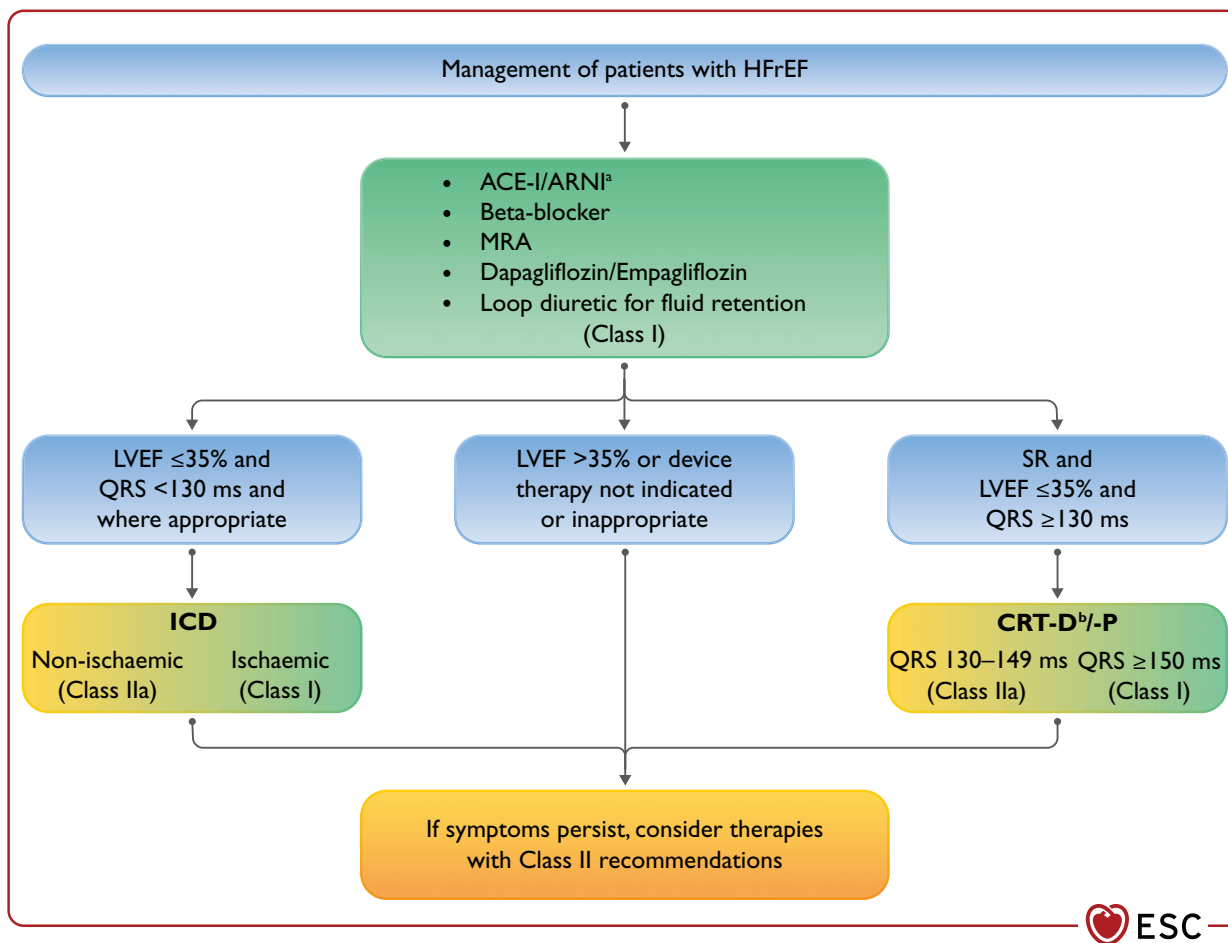 Management of patients with HFrEF
• ACE-I/ARNIᵃ
• Beta-blocker
• MRA
• Dapagliflozin/Empagliflozin
• Loop diuretic for fluid retention
(Class I)
LVEF ≤35% and
QRS <130 ms and
where appropriate
LVEF >35% or device
therapy not indicated
or inappropriate
SR and
LVEF ≤35% and
QRS ≥130 ms
ICD
Non-ischaemic
(Class IIa)
Ischaemic
(Class I)
CRT-Dᵇ/-P
QRS 130–149 ms
(Class IIa)
QRS ≥150 ms
(Class I)
If symptoms persist, consider therapies
with Class II recommendations
ESC